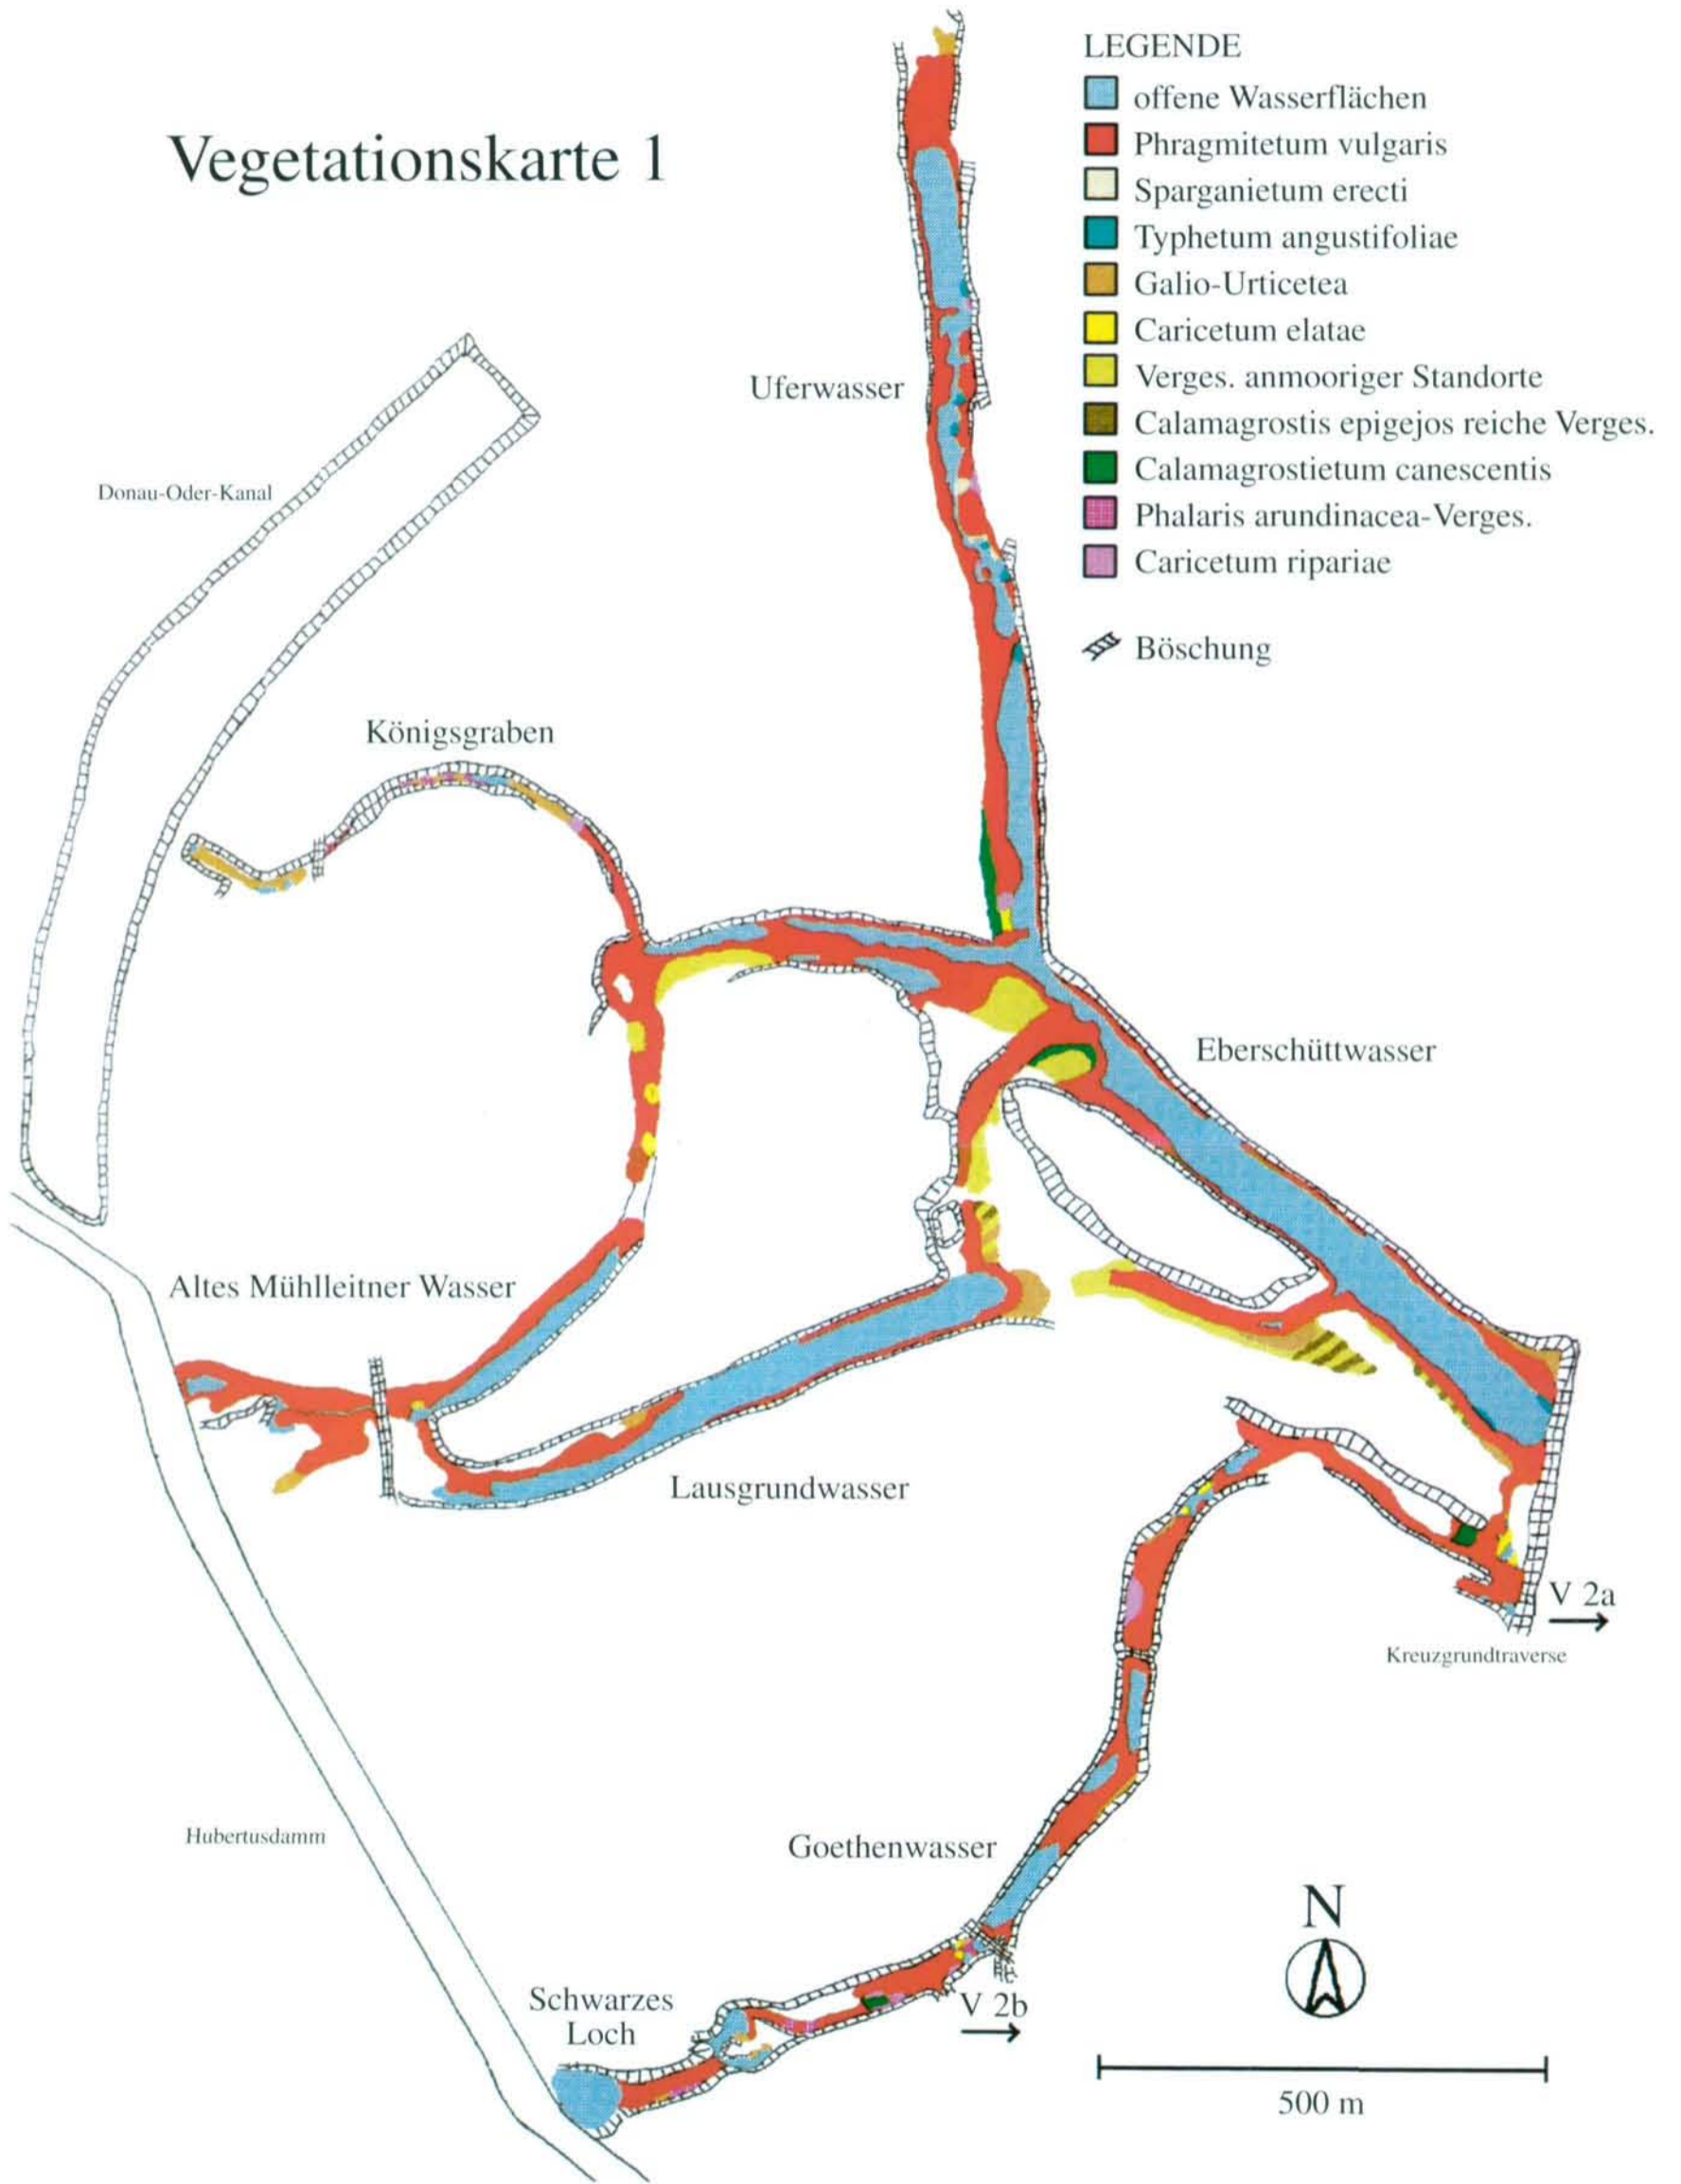 Vegetationskarte 1
LEGENDE
offene Wasserflächen
Phragmitetum vulgaris
Sparganietum erecti
Typhetum angustifoliae
Galio-Urticetea
Caricetum elatae
Verges. anmooriger Standorte
Calamagrostis epigejos reiche Verges.
Calamagrostietum canescentis
Phalaris arundinacea-Verges.
Caricetum ripariae
Böschung
Uferwasser
Donau-Oder-Kanal
Königsgraben
Eberschüttwasser
Altes Mühlleitner Wasser
Lausgrundwasser
V 2a
Kreuzgrundtraverse
Hubertusdamm
Goethenwasser
N
Schwarzes
Loch
V 2b
500 m